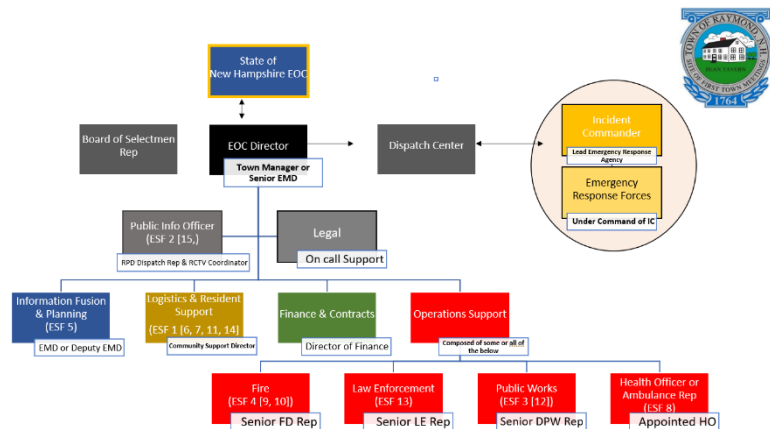 State of
New Hampshire EOC
TOWN OF RAYMOND, N.H.
SITE OF FIRST TOWN MEETINGS
1764
Board of Selectmen
Rep
EOC Director
Town Manager or
Senior EMD
Dispatch Center
Incident
Commander
Lead Emergency Response
Agency
Emergency
Response Forces
Under Command of IC
Public Info Officer
(ESF 2 [15,)
RPD Dispatch Rep & RCTV Coordinator
Legal
On call Support
Information Fusion
& Planning
(ESF 5)
EMD or Deputy EMD
Logistics & Resident
Support
(ESF 1 [6, 7, 11, 14)
Community Support Director
Finance & Contracts
Director of Finance
Operations Support
Composed of some or all of
the below
Fire
(ESF 4 [9, 10])
Senior FD Rep
Law Enforcement
(ESF 13)
Senior LE Rep
Public Works
(ESF 3 [12])
Senior DPW Rep
Health Officer or
Ambulance Rep
(ESF 8)
Appointed HO